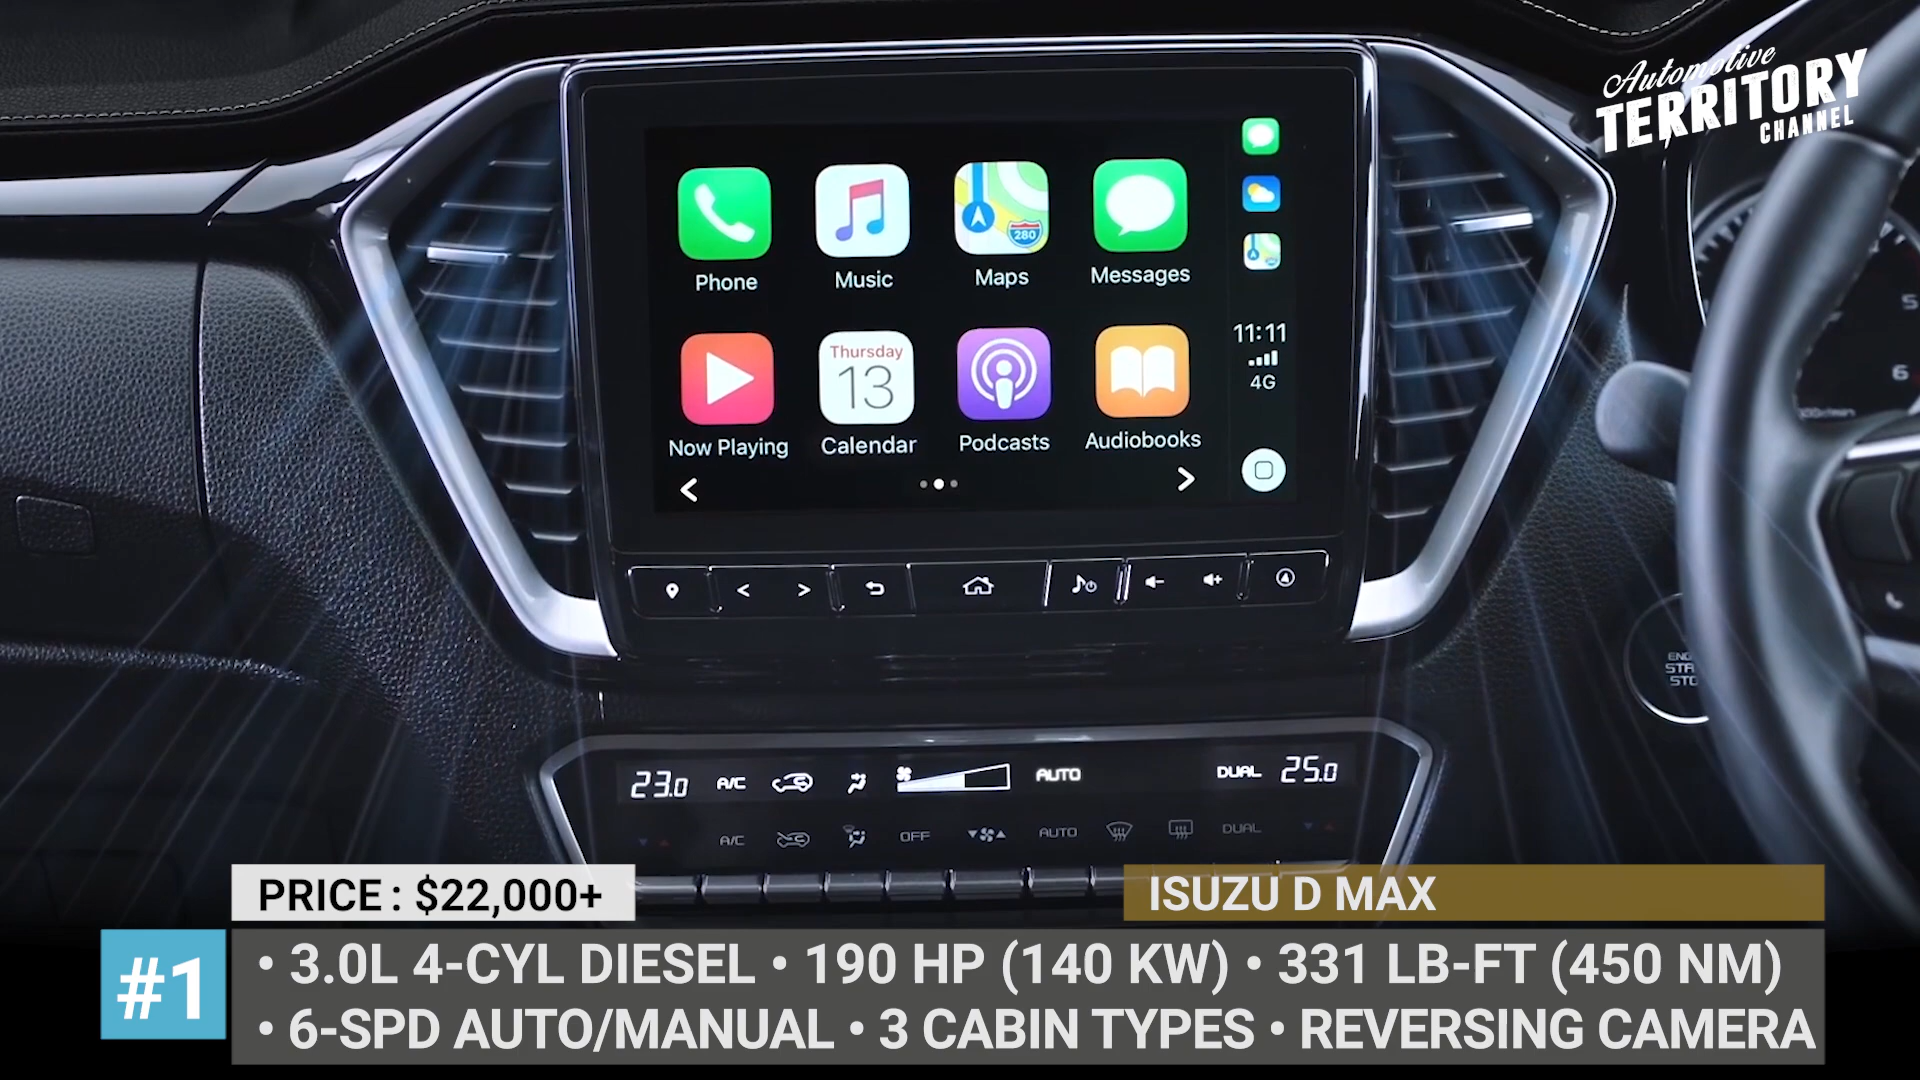 Automotive
TERRITORY
CHANNEL
Phone
Music
Maps
280
Messages
Now Playing
Thursday
13
Calendar
Podcasts
Audiobooks
11:11
4G
5
6
23.0
A/C
AUTO
DUAL
25.0
A/C
OFF
AUTO
DUAL
PRICE : $22,000+
ISUZU D MAX
#1
• 3.0L 4-CYL DIESEL • 190 HP (140 KW) • 331 LB-FT (450 NM)
• 6-SPD AUTO/MANUAL • 3 CABIN TYPES • REVERSING CAMERA